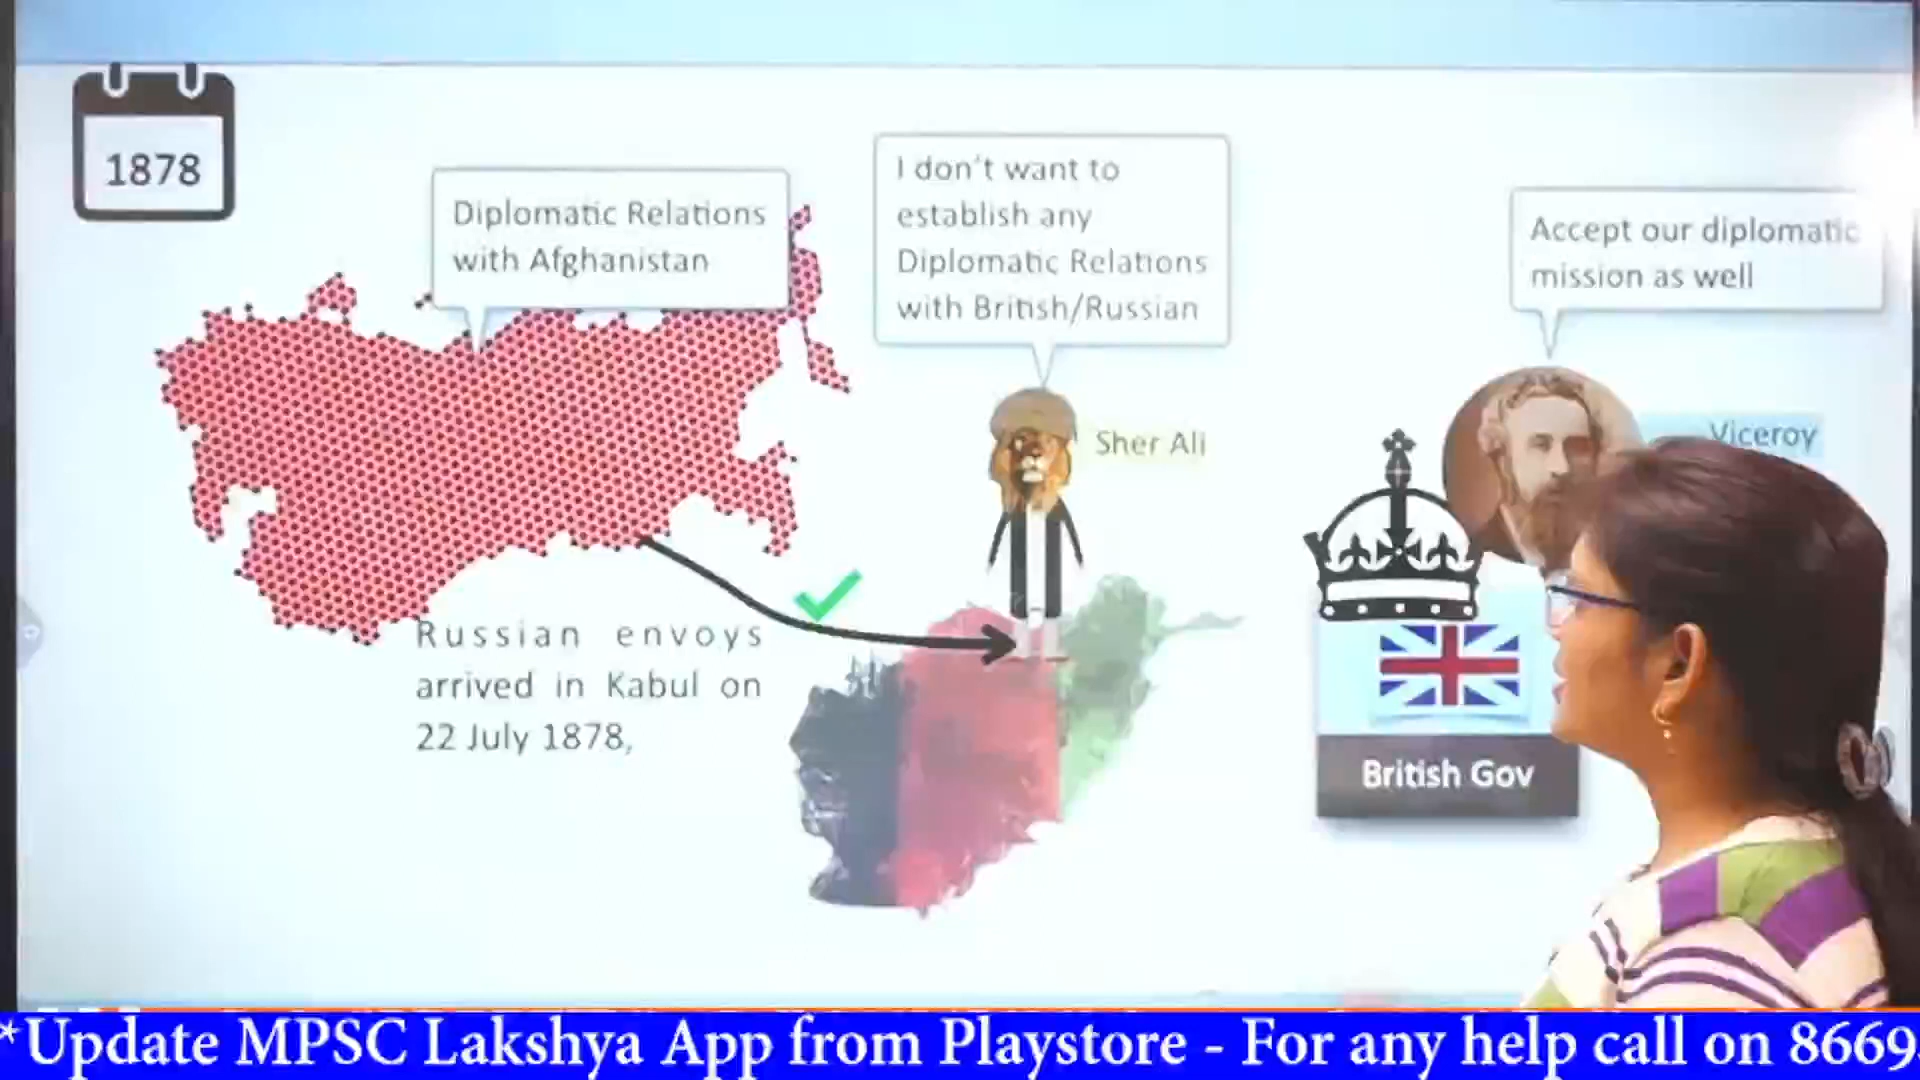 1878
Diplomatic Relations
with Afghanistan
I don't want to
establish any
Diplomatic Relations
with British/Russian
Accept our diplomatic
mission as well
Sher Ali
Viceroy
Russian envoys
arrived in Kabul on
22 July 1878,
British Gov
*Update MPSC Lakshya App from Playstore - For any help call on 8669